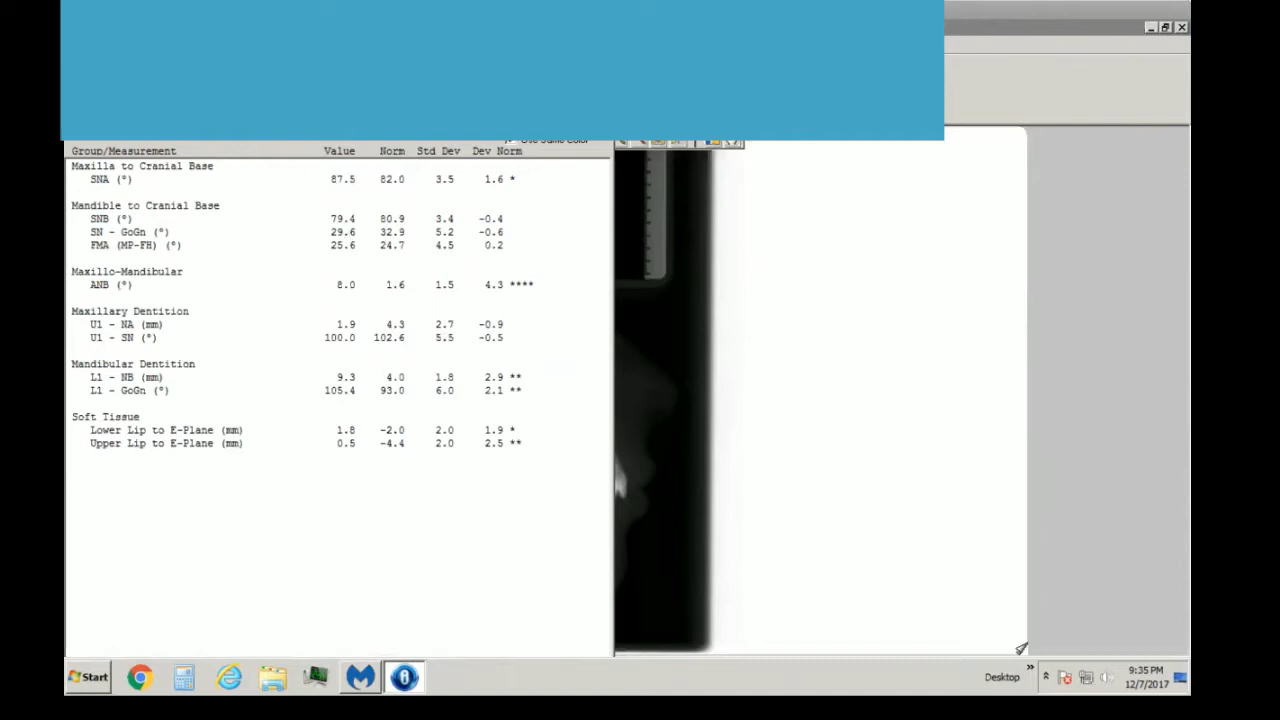 Use Same Color
Group/Measurement Value Norm Std Dev Dev Norm
Maxilla to Cranial Base
SNA (°) 87.5 82.0 3.5 1.6 *
Mandible to Cranial Base
SNB (°) 79.4 80.9 3.4 -0.4
SN - GoGn (°) 29.6 32.9 5.2 -0.6
FMA (MP-FH) (°) 25.6 24.7 4.5 0.2
Maxillo-Mandibular
ANB (°) 8.0 1.6 1.5 4.3 ****
Maxillary Dentition
U1 - NA (mm) 1.9 4.3 2.7 -0.9
U1 - SN (°) 100.0 102.6 5.5 -0.5
Mandibular Dentition
L1 - NB (mm) 9.3 4.0 1.8 2.9 **
L1 - GoGn (°) 105.4 93.0 6.0 2.1 **
Soft Tissue
Lower Lip to E-Plane (mm) 1.8 -2.0 2.0 1.9 *
Upper Lip to E-Plane (mm) 0.5 -4.4 2.0 2.5 **
Start
Desktop
9:35 PM
12/7/2017